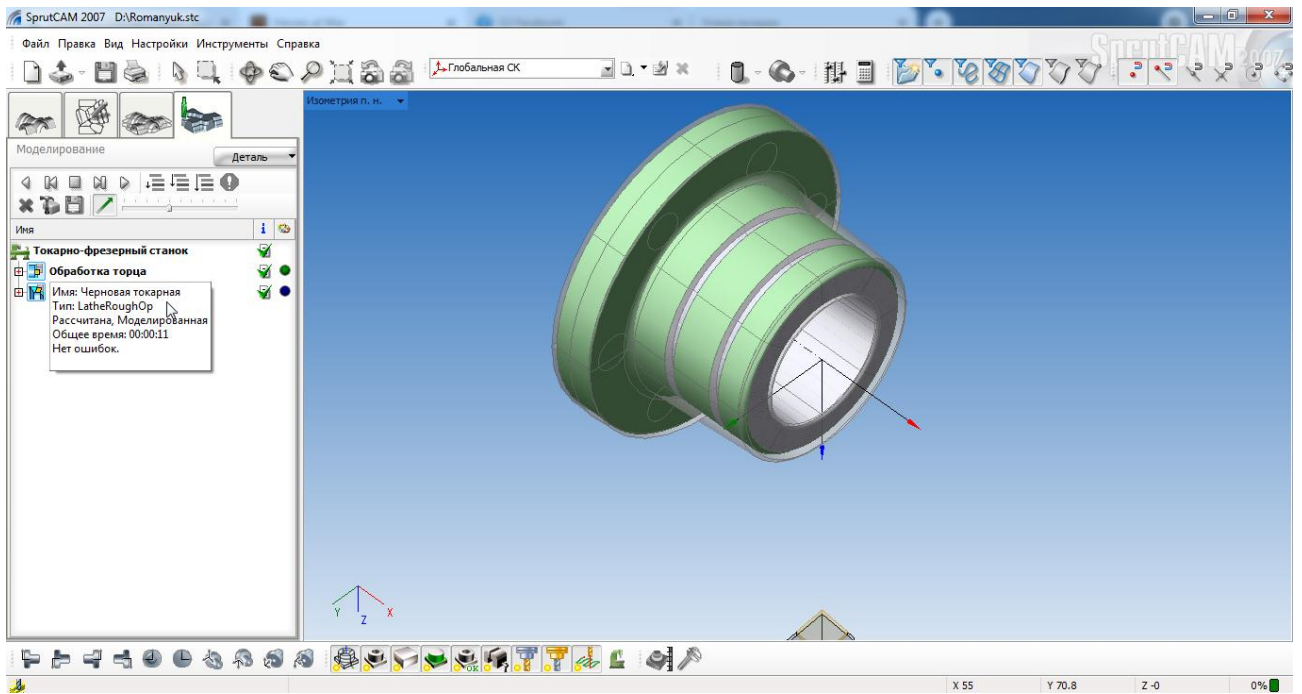 SprutCAM 2007 D:\Romanyuk.stc
Файл Правка Вид Настройки Инструменты Справка
SprutCAM 2007
Глобальная СК
Изометрия п. н.
Моделирование
Деталь
Имя
Токарно-фрезерный станок
Обработка торца
Имя: Черновая токарная
Тип: LatheRoughOp
Рассчитана, Моделированная
Общее время: 00:00:11
Нет ошибок.
Y Z X
X 55 Y 70.8 Z -0 0%